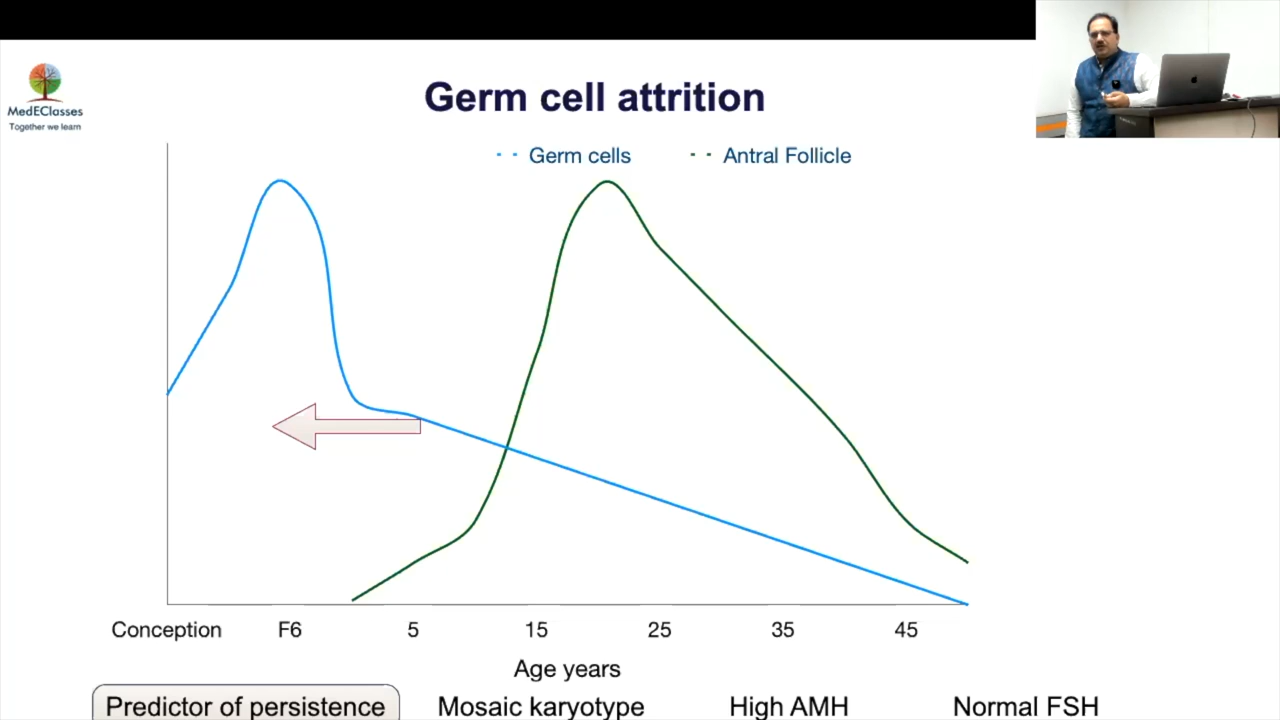 MedEClasses
Together we learn
Germ cell attrition
Germ cells
Antral Follicle
Conception F6 5 15 25 35 45
Age years
Predictor of persistence
Mosaic karyotype
High AMH
Normal FSH